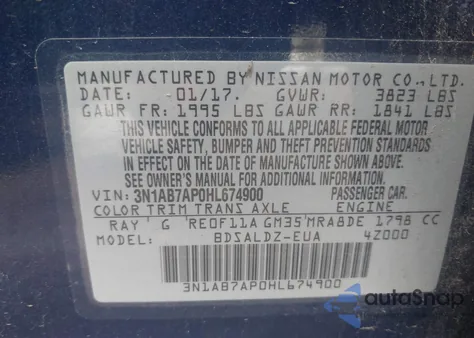 MANUFACTURED BY NISSAN MOTOR CO., LTD.
DATE: 01/17. GVWR: 3823 LBS
GAWR FR: 1995 LBS GAWR RR: 1841 LBS
THIS VEHICLE CONFORMS TO ALL APPLICABLE FEDERAL MOTOR
VEHICLE SAFETY, BUMPER AND THEFT PREVENTION STANDARDS
IN EFFECT ON THE DATE OF MANUFACTURE SHOWN ABOVE.
SEE OWNER'S MANUAL FOR ADDITIONAL INFORMATION.
VIN: 3N1AB7AP0HL674900 PASSENGER CAR.
COLOR TRIM TRANS AXLE ENGINE
RAY G RE0F11A GM35 MRA8DE 1798 CC
MODEL: BDSALDZ-EUA 4Z000
3N1AB7AP0HL674900
autoSnap